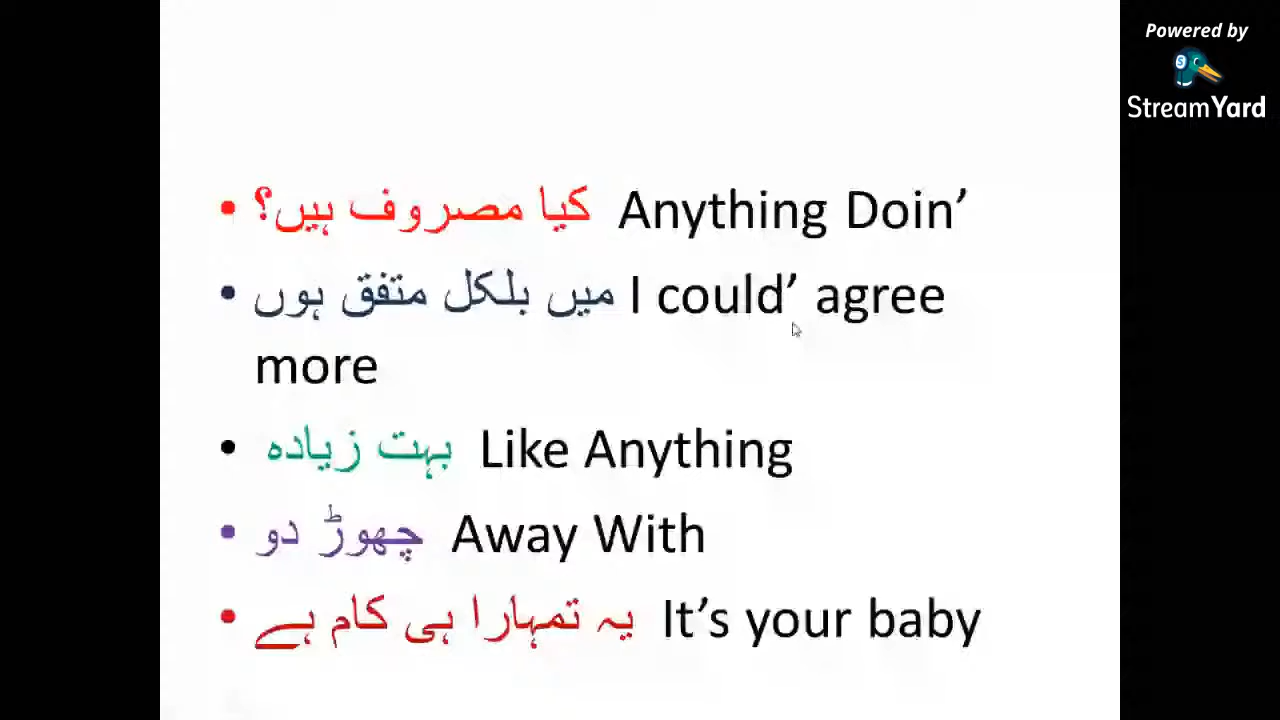 Powered by
StreamYard
• کیا مصروف ہیں؟ Anything Doin’
• میں بلکل متفق ہوں I could’ agree
more
• بہت زیادہ Like Anything
• چھوڑ دو Away With
• یہ تمہارا ہی کام ہے It’s your baby